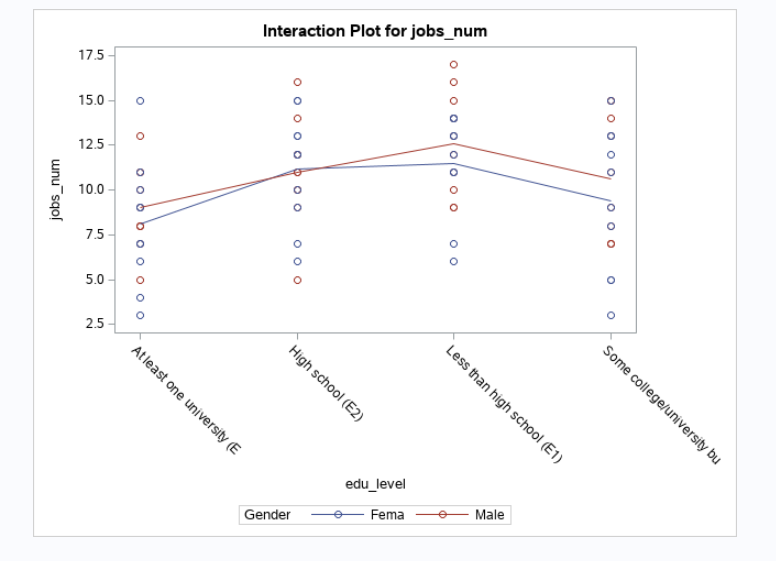 Interaction Plot for jobs_num
17.5
15.0
12.5
10.0
7.5
5.0
2.5
jobs_num
At least one university (E
High school (E2)
Less than high school (E1)
Some college/university bu
edu_level
Gender Fema Male